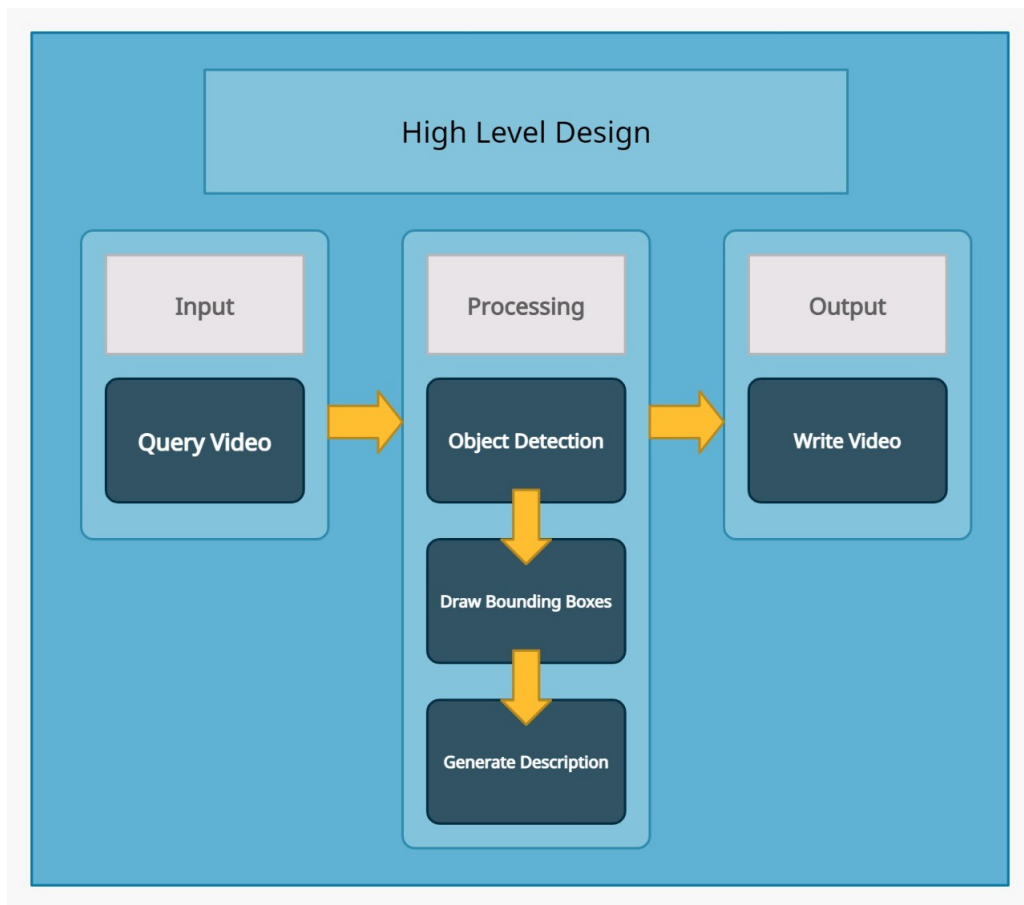 High Level Design
Input
Query Video
Processing
Object Detection
Draw Bounding Boxes
Generate Description
Output
Write Video